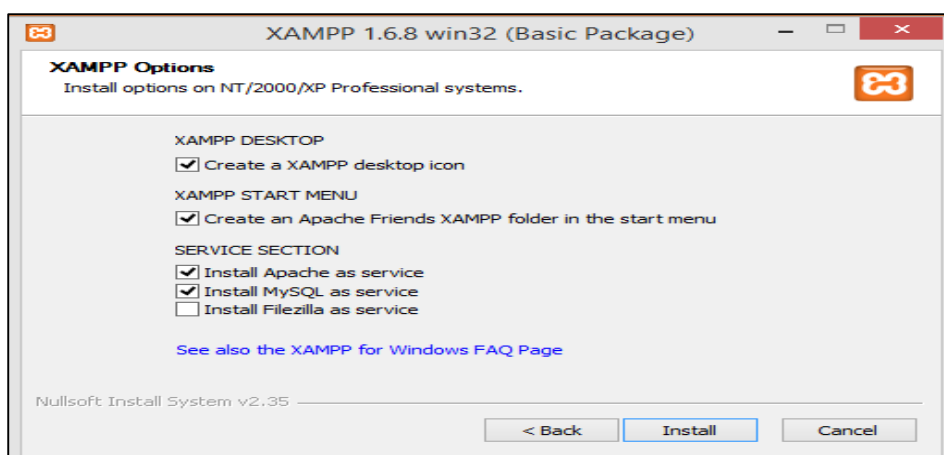 XAMPP 1.6.8 win32 (Basic Package)
XAMPP Options
Install options on NT/2000/XP Professional systems.
XAMPP DESKTOP
Create a XAMPP desktop icon
XAMPP START MENU
Create an Apache Friends XAMPP folder in the start menu
SERVICE SECTION
Install Apache as service
Install MySQL as service
Install Filezilla as service
See also the XAMPP for Windows FAQ Page
Nullsoft Install System v2.35
< Back Install Cancel